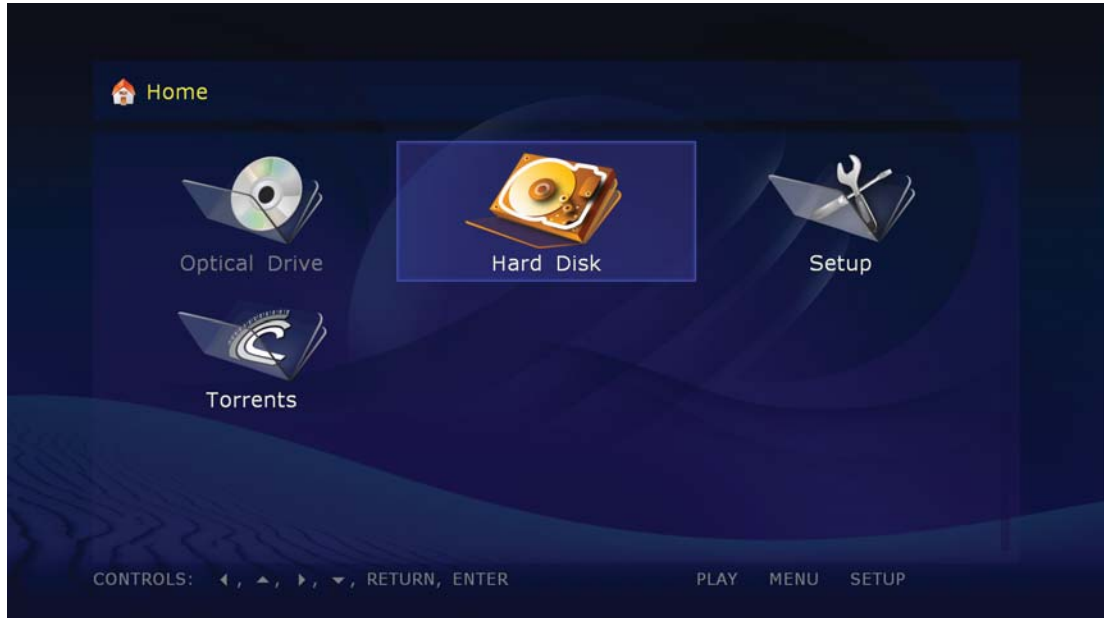 Home
Optical Drive
Hard Disk
Setup
Torrents
CONTROLS: ◂, ▴, ▸, ▾, RETURN, ENTER
PLAY MENU SETUP